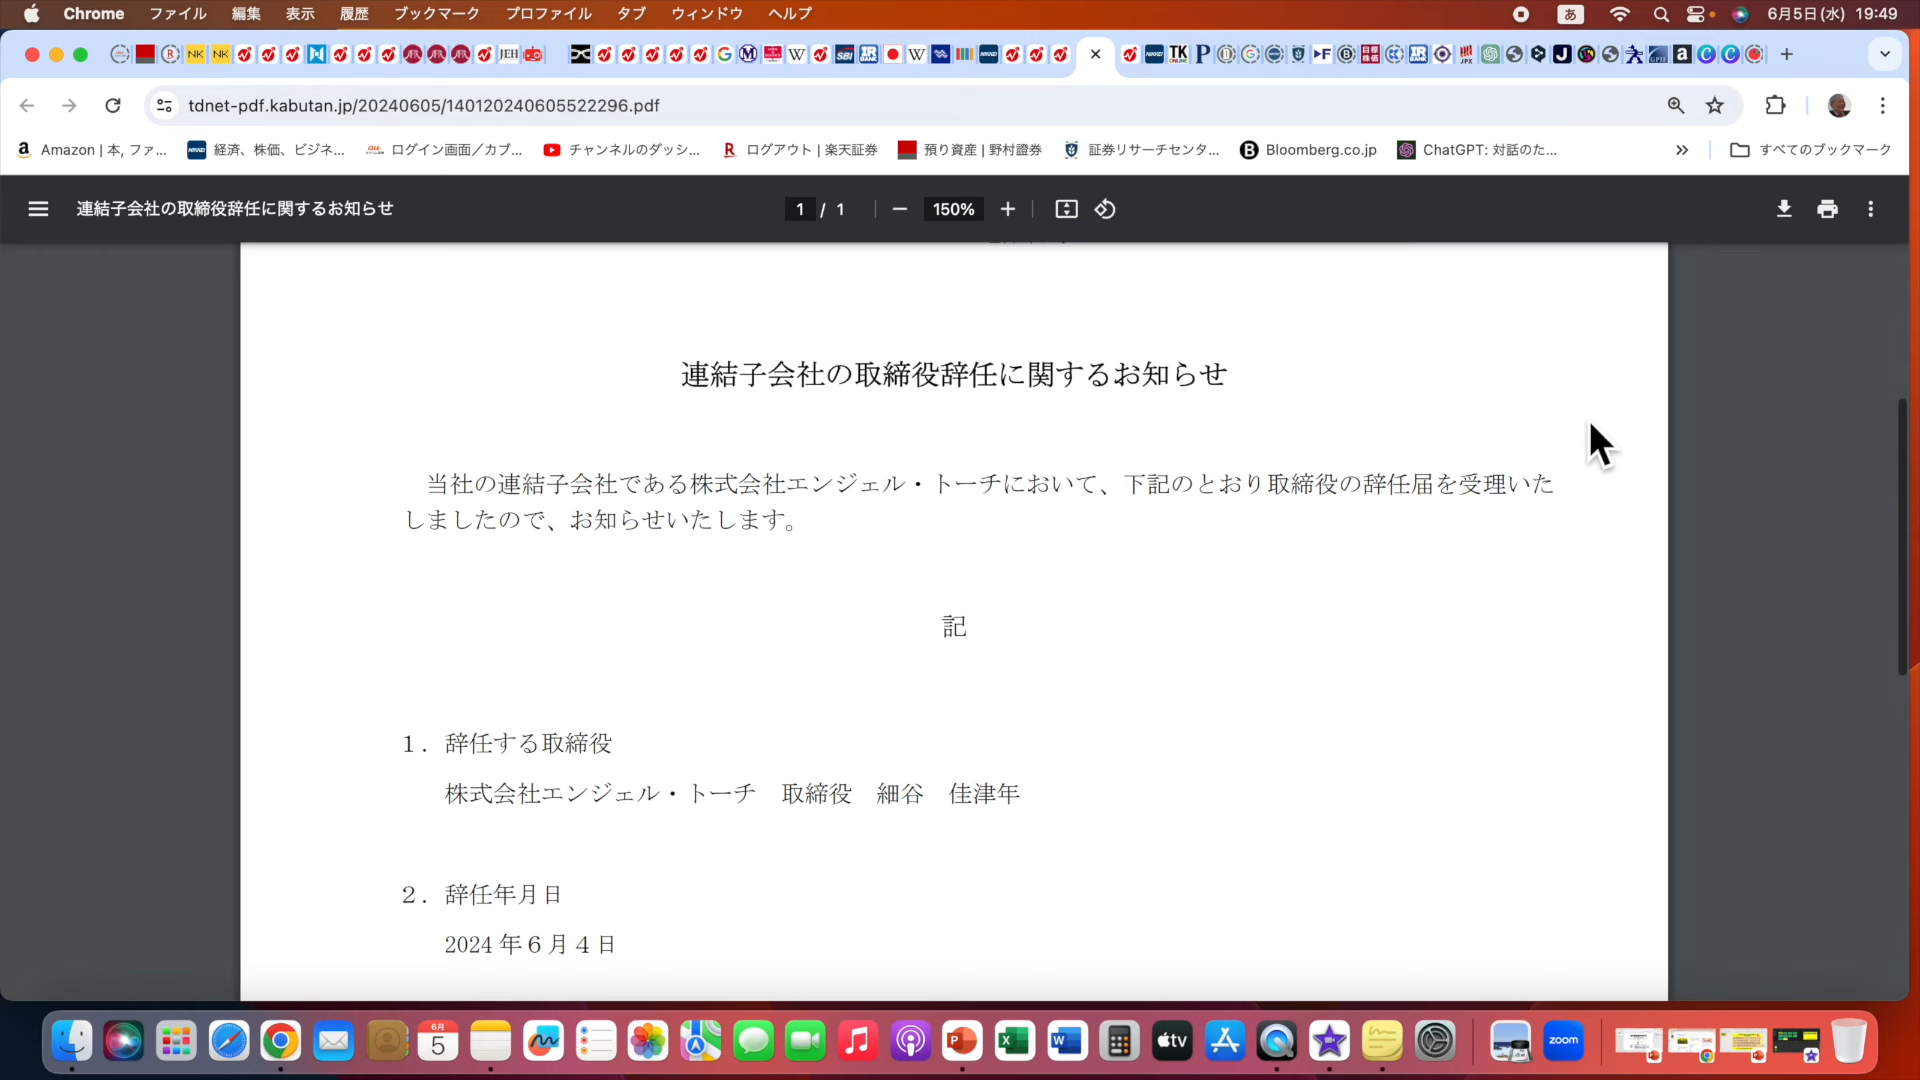 Chrome ファイル 編集 表示 履歴 ブックマーク プロファイル タブ ウィンドウ ヘルプ あ 6月5日(水) 19:49
tdnet-pdf.kabutan.jp/20240605/140120240605522296.pdf
Amazon | 本, ファ... 経済、株価、ビジネ... ログイン画面／カブ... チャンネルのダッシ... ログアウト | 楽天証券 預り資産 | 野村證券 証券リサーチセンタ... Bloomberg.co.jp ChatGPT: 対話のた... すべてのブックマーク
連結子会社の取締役辞任に関するお知らせ 1 / 1 150%
連結子会社の取締役辞任に関するお知らせ
当社の連結子会社である株式会社エンジェル・トーチにおいて、下記のとおり取締役の辞任届を受理いた
しましたので、お知らせいたします。
記
１．辞任する取締役
株式会社エンジェル・トーチ 取締役 細谷 佳津年
２．辞任年月日
2024 年６月４日
6月
5
tv
zoom